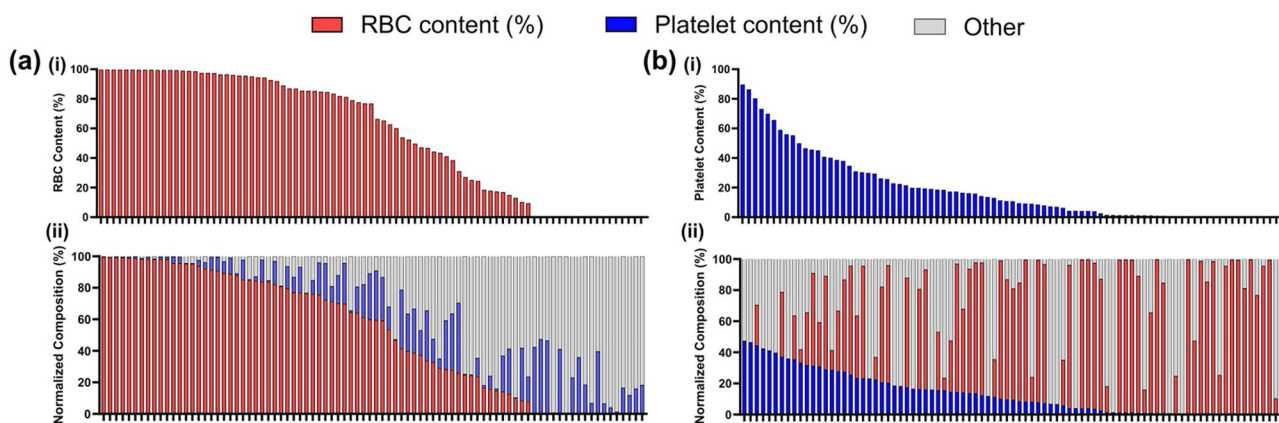 RBC content (%) Platelet content (%) Other
(a) (i)
RBC Content (%)
100
80
60
40
20
0
(ii)
Normalized Composition (%)
100
80
60
40
20
0
(b) (i)
Platelet Content (%)
100
80
60
40
20
0
(ii)
Normalized Composition (%)
100
80
60
40
20
0